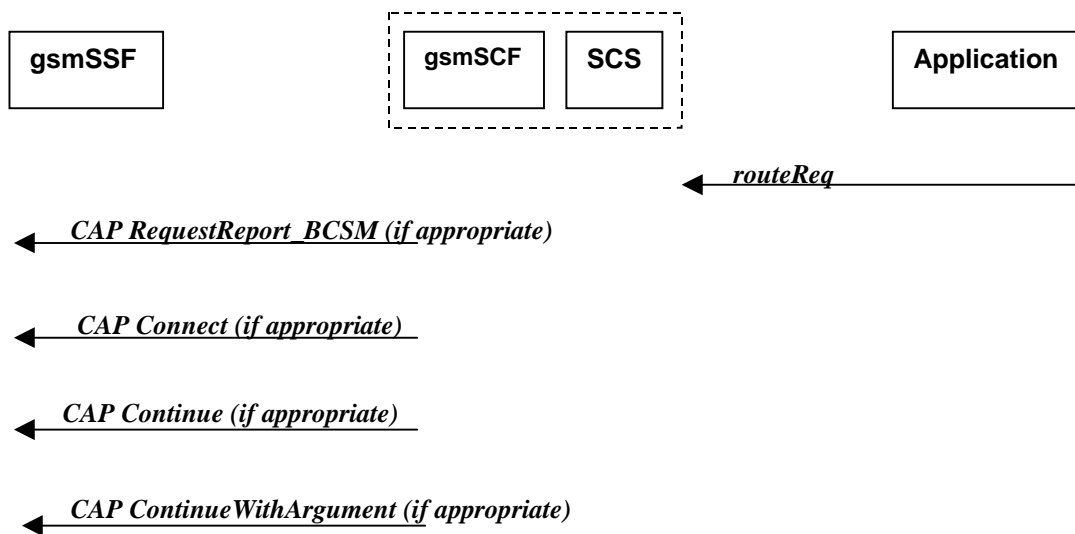 gsmSSF
gsmSCF
SCS
Application
routeReq
CAP RequestReport_BCSM (if appropriate)
CAP Connect (if appropriate)
CAP Continue (if appropriate)
CAP ContinueWithArgument (if appropriate)